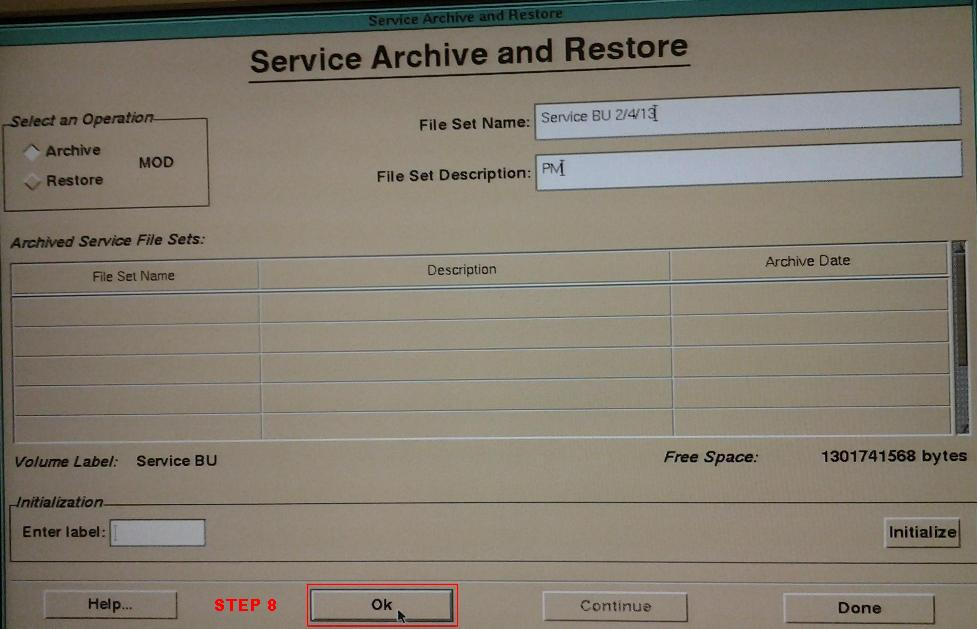 Service Archive and Restore
Service Archive and Restore
Select an Operation
Archive
MOD
Restore
File Set Name: Service BU 2/4/13
File Set Description: PM
Archived Service File Sets:
File Set Name Description Archive Date
Volume Label: Service BU Free Space: 1301741568 bytes
Initialization
Enter label: Initialize
Help... STEP 8 Ok Continue Done